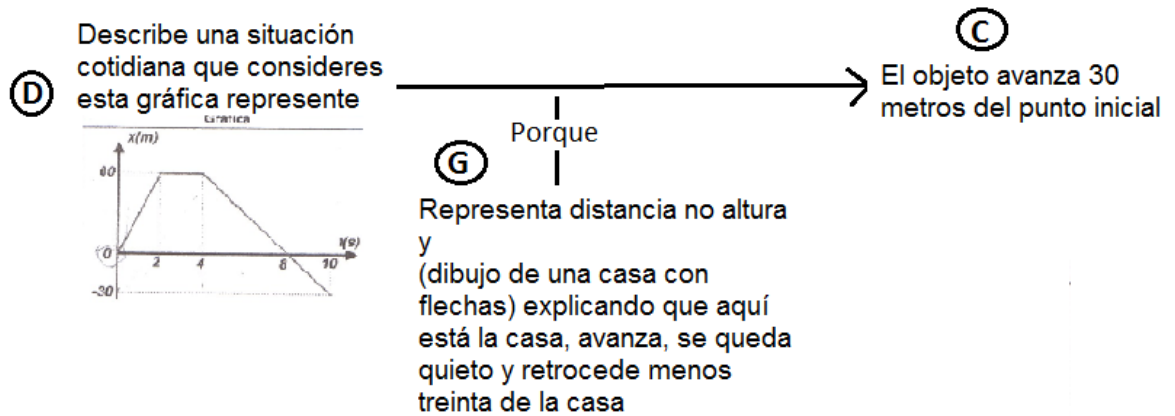 D
Describe una situación
cotidiana que consideres
esta gráfica represente
Grafica
x(m)
0
2
4
8
10
t(s)
-30
Porque
G
Representa distancia no altura
y
(dibujo de una casa con
flechas) explicando que aquí
está la casa, avanza, se queda
quieto y retrocede menos
treinta de la casa
C
El objeto avanza 30
metros del punto inicial